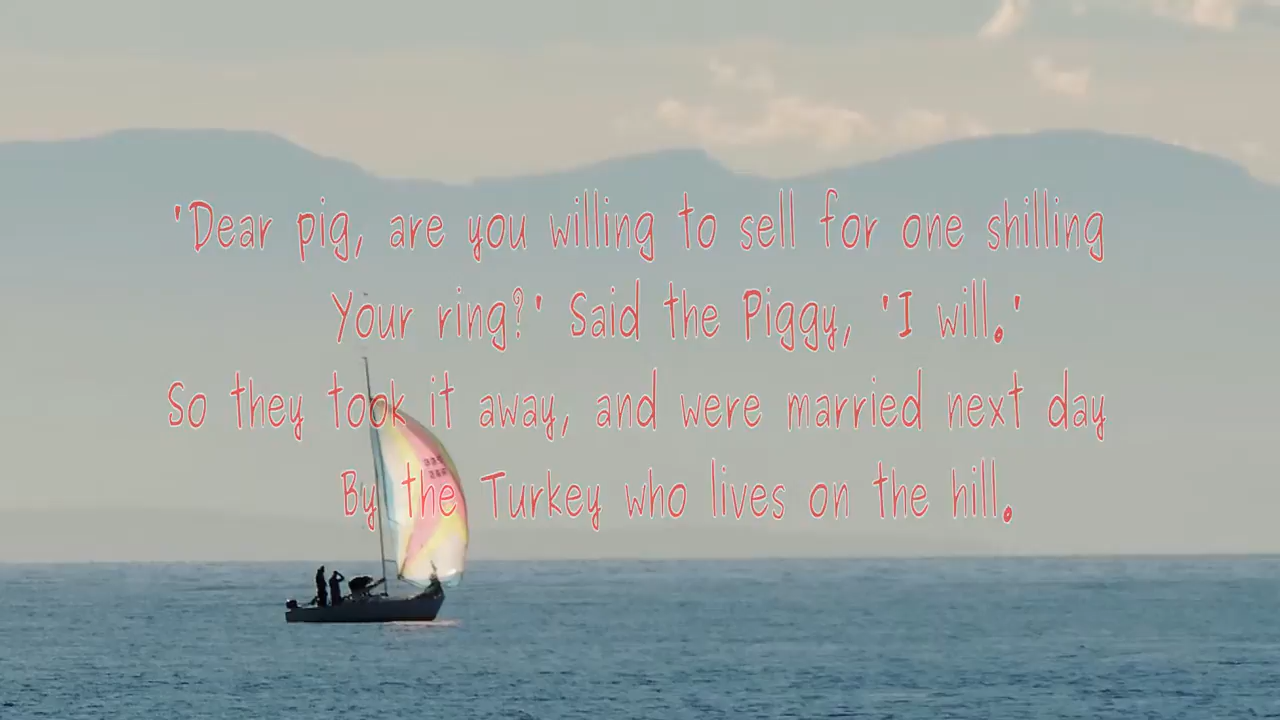 'Dear pig, are you willing to sell for one shilling
Your ring?' Said the Piggy, 'I will.'
So they took it away, and were married next day
By the Turkey who lives on the hill.